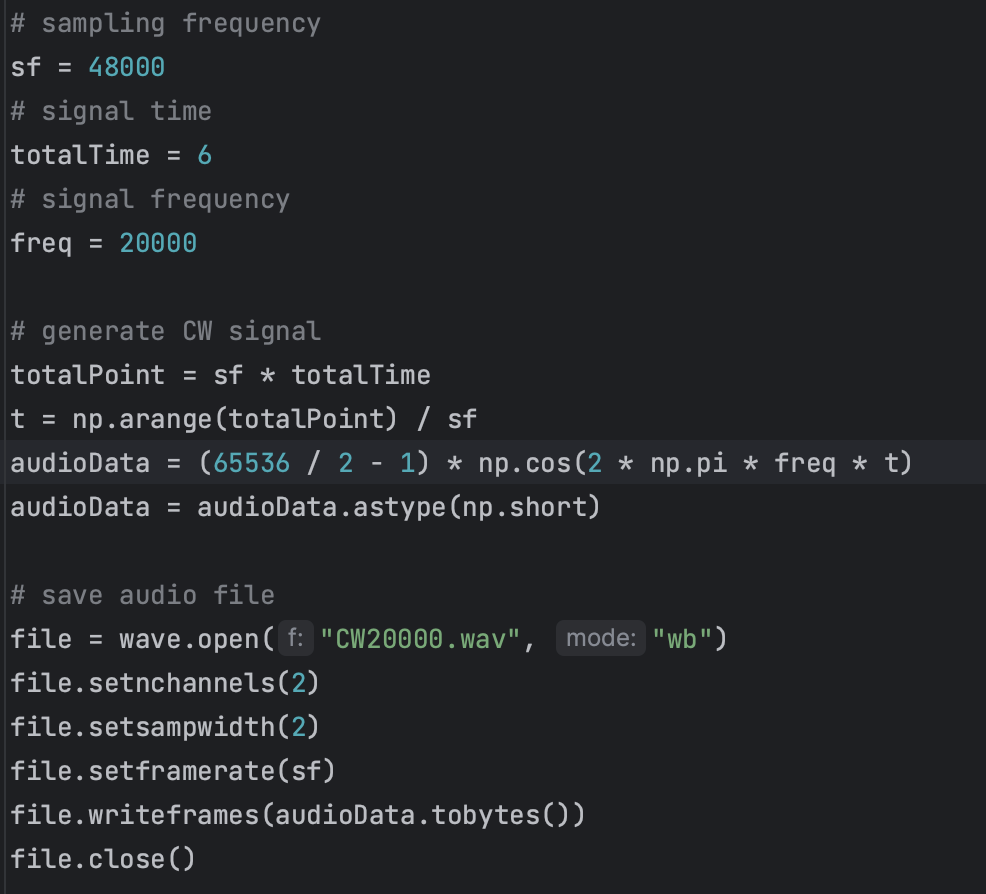 # sampling frequency
sf = 48000
# signal time
totalTime = 6
# signal frequency
freq = 20000
# generate CW signal
totalPoint = sf * totalTime
t = np.arange(totalPoint) / sf
audioData = (65536 / 2 - 1) * np.cos(2 * np.pi * freq * t)
audioData = audioData.astype(np.short)
# save audio file
file = wave.open( f: "CW20000.wav", mode: "wb")
file.setnchannels(2)
file.setsampwidth(2)
file.setframerate(sf)
file.writeframes(audioData.tobytes())
file.close()